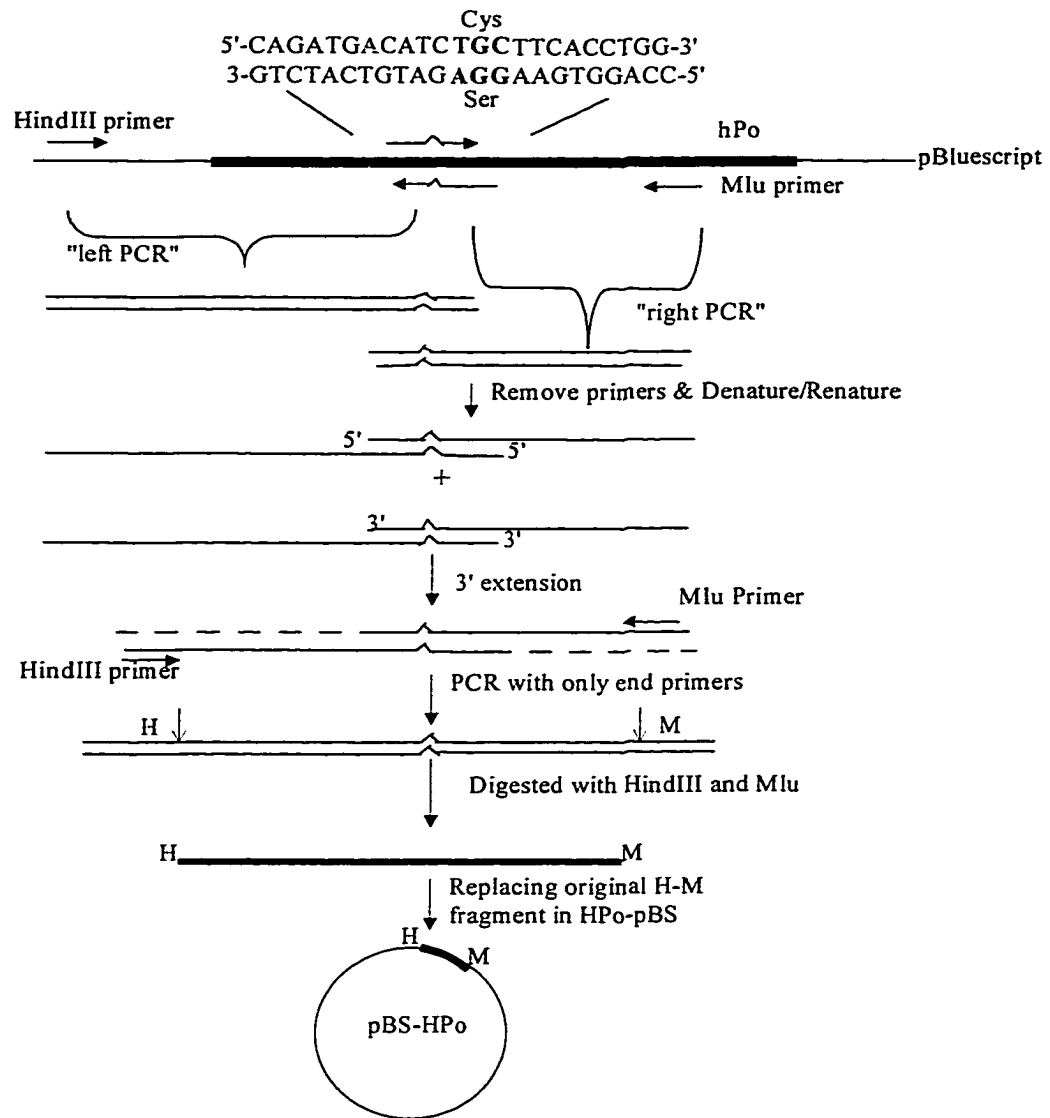 Cys
5'-CAGATGACATCTGCTTCACCTGG-3'
3-GTCTACTGTAGAGGAAGTGGACC-5'
Ser
HindIII primer
hPo
pBluescript
Mlu primer
"left PCR"
"right PCR"
Remove primers & Denature/Renature
5'
5'
+
3'
3'
3' extension
Mlu Primer
HindIII primer
PCR with only end primers
H
M
Digested with HindIII and Mlu
H
M
Replacing original H-M
fragment in HPo-pBS
H
M
pBS-HPo